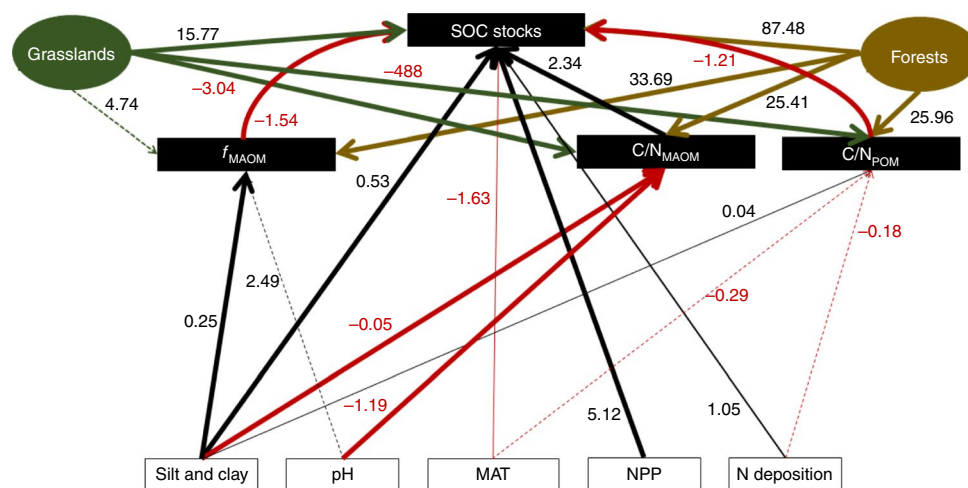 15.77
SOC stocks
87.48
Grasslands
Forests
–488
2.34
–1.21
–3.04
33.69
4.74
25.41
–1.54
25.96
fMAOM
C/NMAOM
C/NPOM
0.53
–1.63
0.04
–0.18
2.49
–0.29
0.25
–0.05
–1.19
5.12
1.05
Silt and clay
pH
MAT
NPP
N deposition